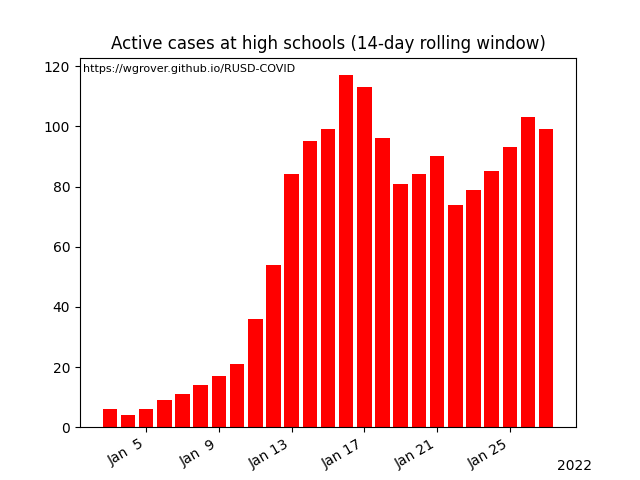 Active cases at high schools (14-day rolling window)
https://wgrover.github.io/RUSD-COVID
120
100
80
60
40
20
0
Jan 5
Jan 9
Jan 13
Jan 17
Jan 21
Jan 25
2022